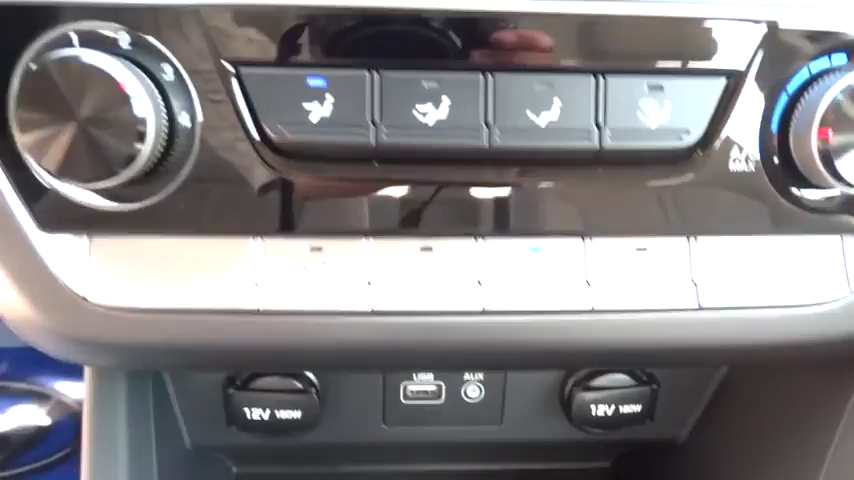 1 2 3 4
A/C
MAX
USB AUX
12V 180W
12V 180W